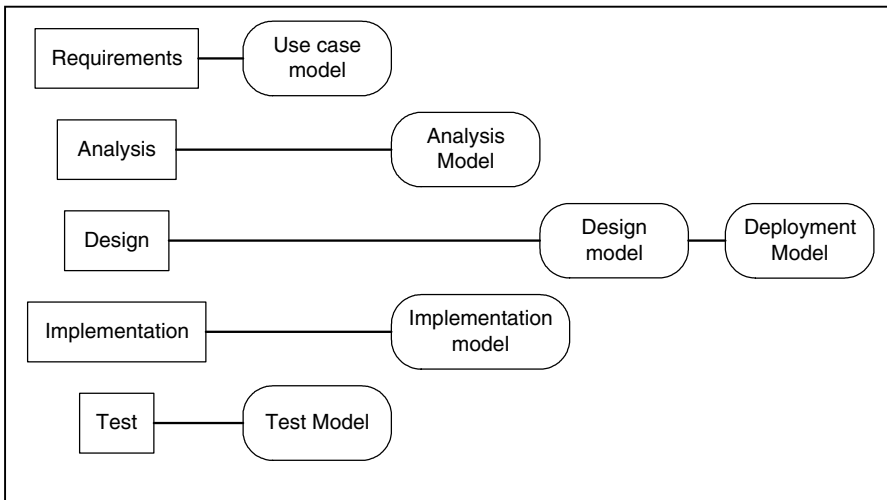 Requirements
Use case
model
Analysis
Analysis
Model
Design
Design
model
Deployment
Model
Implementation
Implementation
model
Test
Test Model